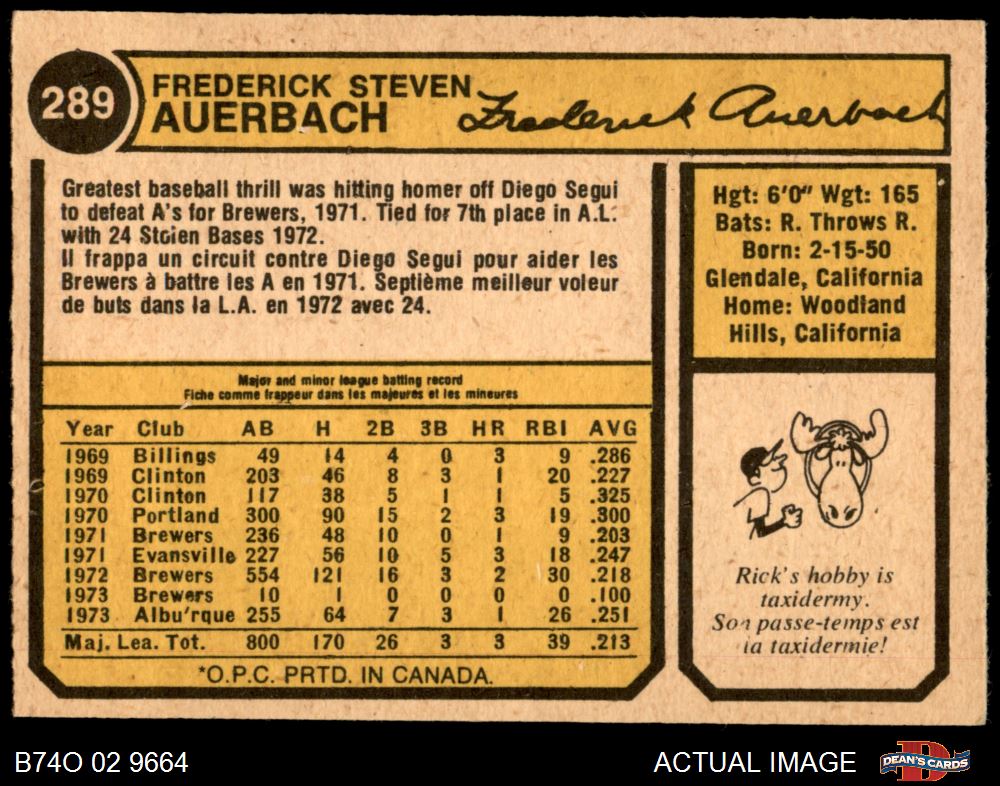 289
FREDERICK STEVEN
AUERBACH
Frederick Auerbach
Greatest baseball thrill was hitting homer off Diego Segui
to defeat A's for Brewers, 1971. Tied for 7th place in A.L.
with 24 Stolen Bases 1972.
Il frappa un circuit contre Diego Segui pour aider les
Brewers à battre les A en 1971. Septième meilleur voleur
de buts dans la L.A. en 1972 avec 24.
Hgt: 6'0" Wgt: 165
Bats: R. Throws R.
Born: 2-15-50
Glendale, California
Home: Woodland
Hills, California
Major and minor league batting record
Fiche comme frappeur dans les majeures et les mineures
Year Club AB H 2B 3B HR RBI AVG
1969 Billings 49 14 4 0 3 9 .286
1969 Clinton 203 46 8 3 1 20 .227
1970 Clinton 117 38 5 1 1 5 .325
1970 Portland 300 90 15 2 3 19 .300
1971 Brewers 236 48 10 0 1 9 .203
1971 Evansville 227 56 10 5 3 18 .247
1972 Brewers 554 121 16 3 2 30 .218
1973 Brewers 10 1 0 0 0 0 .100
1973 Albu'rque 255 64 7 3 1 26 .251
Maj. Lea. Tot. 800 170 26 3 3 39 .213
*O.P.C. PRTD. IN CANADA.
Rick's hobby is
taxidermy.
Son passe-temps est
la taxidermie!
B74O 02 9664
ACTUAL IMAGE
D
DEAN'S CARDS